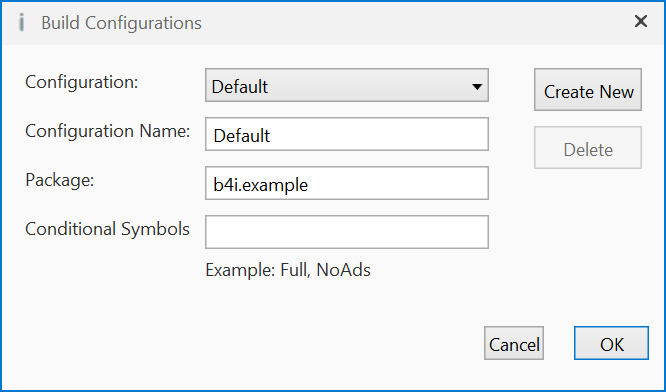 Build Configurations
Configuration: Default Create New
Configuration Name: Default
Delete
Package: b4i.example
Conditional Symbols
Example: Full, NoAds
Cancel OK